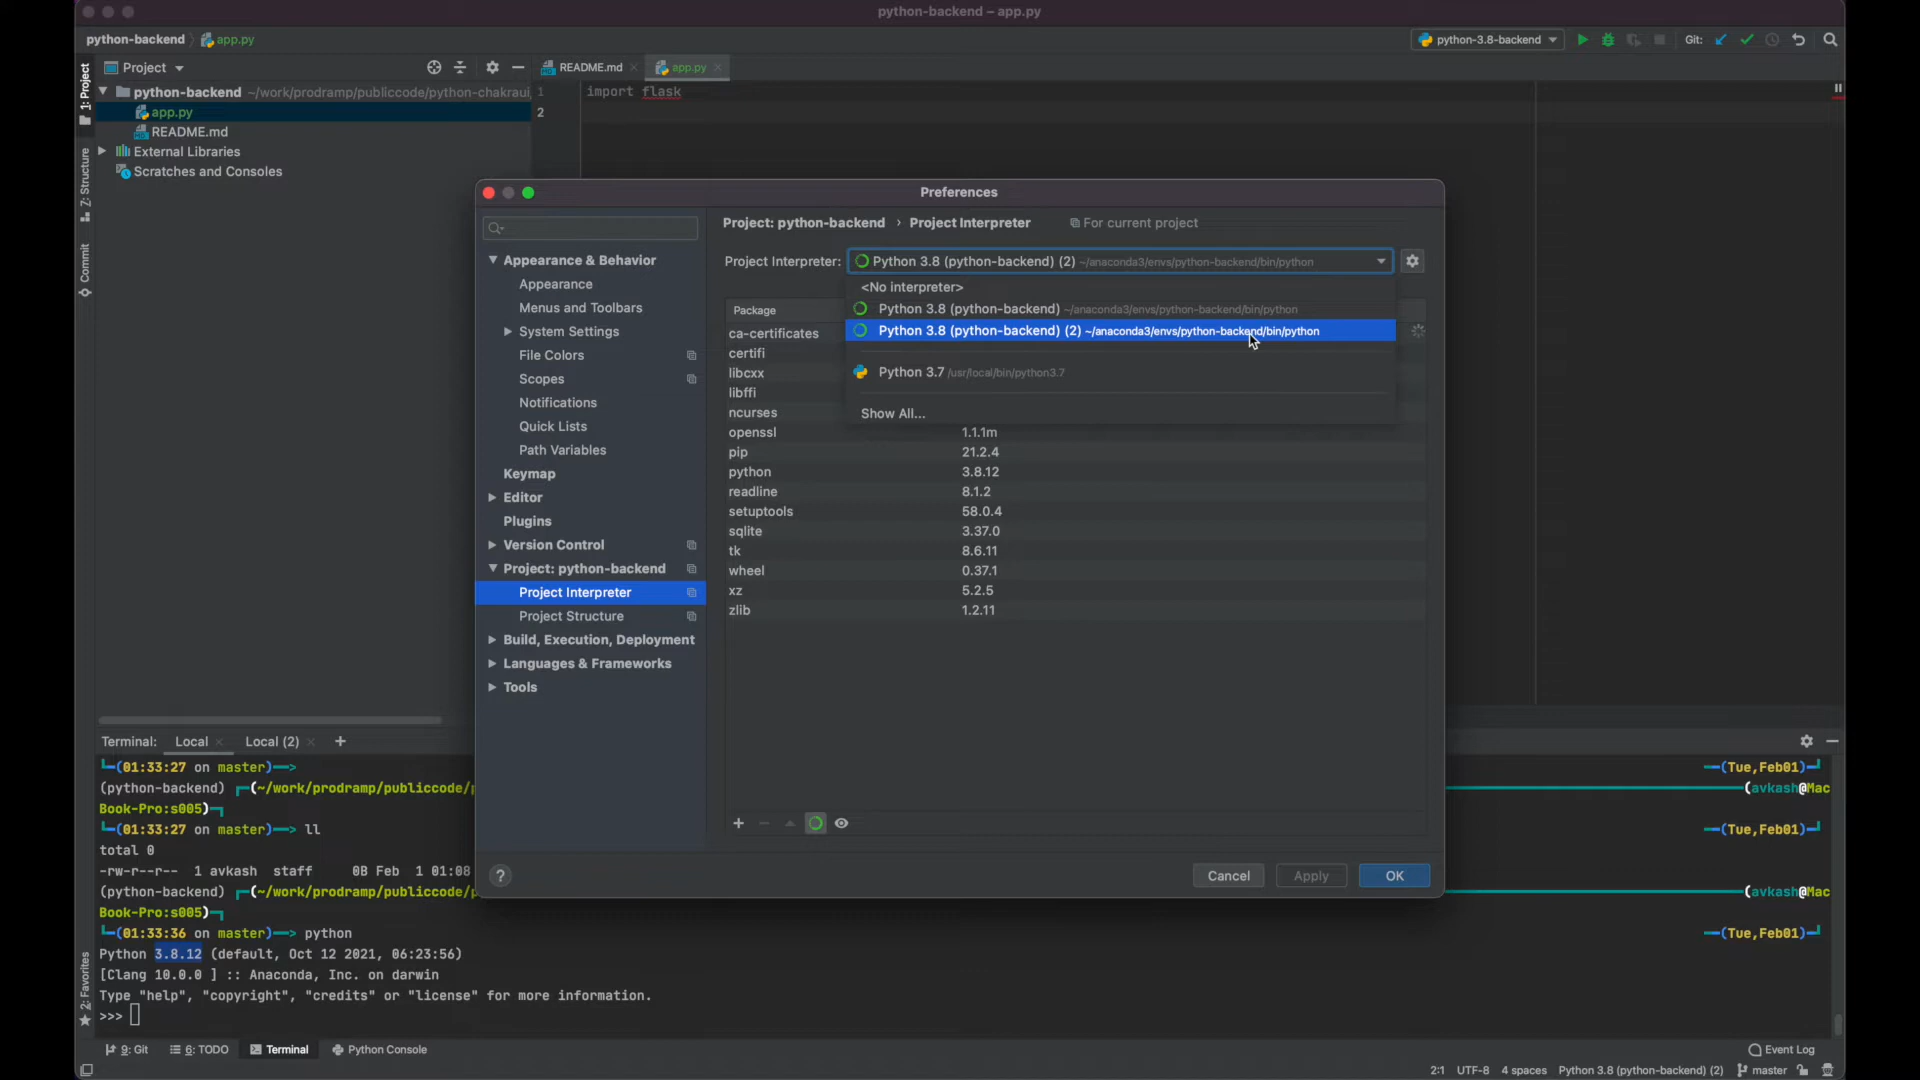 python-backend – app.py
python-backend app.py
python-3.8-backend
Git:
1: Project
Z: Structure
Commit
2: Favorites
Project
README.md
app.py
python-backend ~/work/prodramp/publiccode/python-chakraui
app.py
README.md
External Libraries
Scratches and Consoles
1 import flask
2
Preferences
Appearance & Behavior
Appearance
Menus and Toolbars
System Settings
File Colors
Scopes
Notifications
Quick Lists
Path Variables
Keymap
Editor
Plugins
Version Control
Project: python-backend
Project Interpreter
Project Structure
Build, Execution, Deployment
Languages & Frameworks
Tools
Project: python-backend › Project Interpreter For current project
Project Interpreter: Python 3.8 (python-backend) (2) ~/anaconda3/envs/python-backend/bin/python
<No interpreter>
Python 3.8 (python-backend) ~/anaconda3/envs/python-backend/bin/python
Python 3.8 (python-backend) (2) ~/anaconda3/envs/python-backend/bin/python
Python 3.7 /usr/local/bin/python3.7
Show All...
Package
ca-certificates
certifi
libcxx
libffi
ncurses
openssl 1.1.1m
pip 21.2.4
python 3.8.12
readline 8.1.2
setuptools 58.0.4
sqlite 3.37.0
tk 8.6.11
wheel 0.37.1
xz 5.2.5
zlib 1.2.11
?
Cancel
Apply
OK
Terminal: Local Local (2)
(01:33:27 on master)──> (Tue,Feb01)
(python-backend) (~/work/prodramp/publiccode/p (avkash@Mac
Book-Pro:s005)
(01:33:27 on master)──> ll (Tue,Feb01)
total 0
-rw-r--r-- 1 avkash staff 0B Feb 1 01:08
(python-backend) (~/work/prodramp/publiccode/p (avkash@Mac
Book-Pro:s005)
(01:33:36 on master)──> python (Tue,Feb01)
Python 3.8.12 (default, Oct 12 2021, 06:23:56)
[Clang 10.0.0 ] :: Anaconda, Inc. on darwin
Type "help", "copyright", "credits" or "license" for more information.
>>>
9: Git 6: TODO Terminal Python Console
Event Log
2:1 UTF-8 4 spaces Python 3.8 (python-backend) (2) master